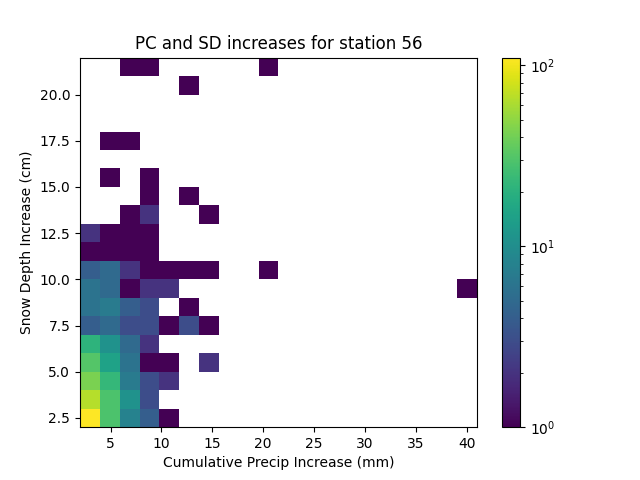 PC and SD increases for station 56
Snow Depth Increase (cm)
20.0
17.5
15.0
12.5
10.0
7.5
5.0
2.5
5 10 15 20 25 30 35 40
Cumulative Precip Increase (mm)
10²
10¹
10⁰